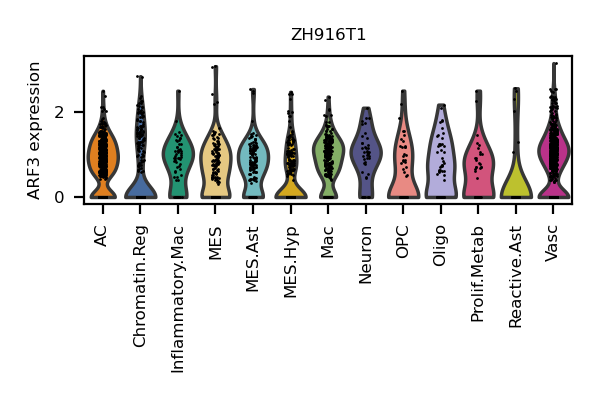 ZH916T1
ARF3 expression
2
0
AC
Chromatin.Reg
Inflammatory.Mac
MES
MES.Ast
MES.Hyp
Mac
Neuron
OPC
Oligo
Prolif.Metab
Reactive.Ast
Vasc